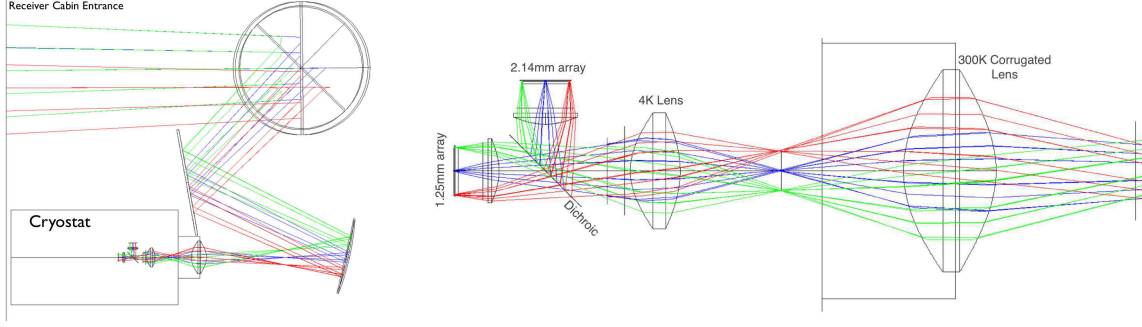 Receiver Cabin Entrance
Cryostat
2.14mm array
4K Lens
300K Corrugated
Lens
1.25mm array
Dichroic